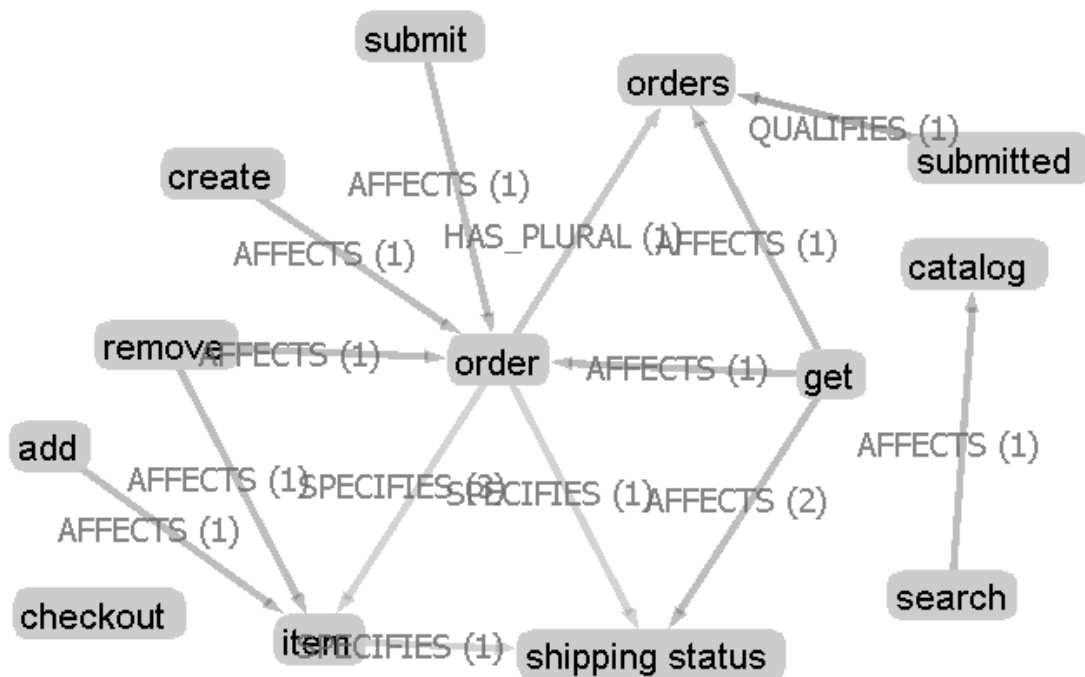 submit
orders
QUALIFIES (1)
submitted
create
AFFECTS (1)
HAS_PLURAL (1)
AFFECTS (1)
AFFECTS (1)
catalog
remove
AFFECTS (1)
order
AFFECTS (1)
get
add
AFFECTS (1)
SPECIFIES (3)
SPECIFIES (1)
AFFECTS (2)
AFFECTS (1)
AFFECTS (1)
checkout
item
SPECIFIES (1)
shipping status
search